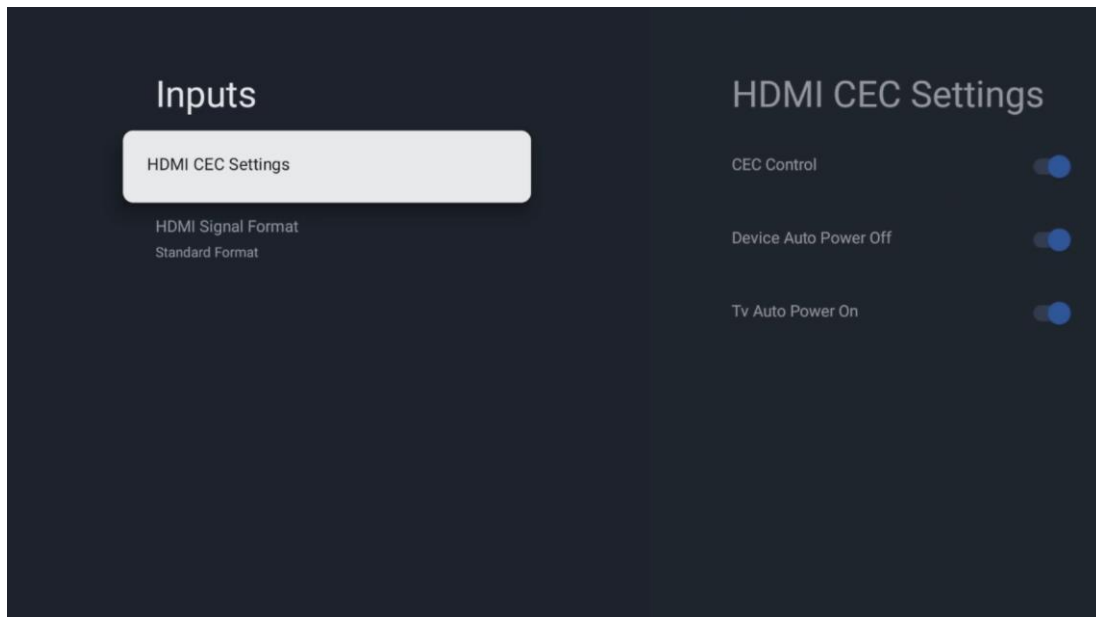 Inputs
HDMI CEC Settings
HDMI Signal Format
Standard Format
HDMI CEC Settings
CEC Control
Device Auto Power Off
Tv Auto Power On